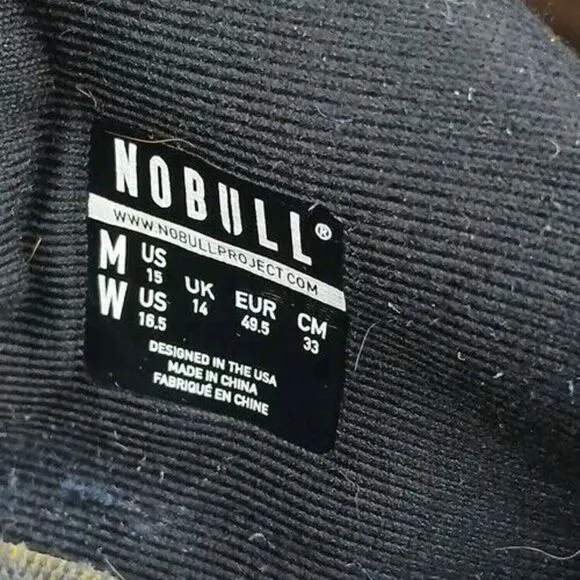 NOBULL®
WWW.NOBULLPROJECT.COM
M US 15 UK 14 EUR 49.5 CM 33
W US 16.5
DESIGNED IN THE USA
MADE IN CHINA
FABRIQUÉ EN CHINE